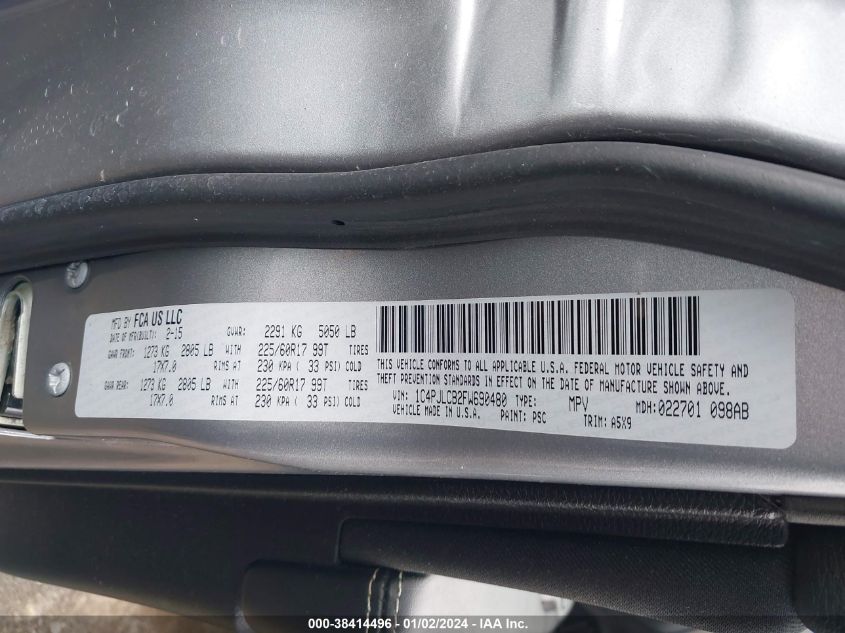 MFD BY FCA US LLC
DATE OF MFR(BUILT): 2-15 GVWR: 2291 KG 5050 LB
GAWR FRONT: 1273 KG 2805 LB WITH 225/60R17 99T TIRES
17X7.0 RIMS AT 230 KPA ( 33 PSI) COLD
GAWR REAR: 1273 KG 2805 LB WITH 225/60R17 99T TIRES
17X7.0 RIMS AT 230 KPA ( 33 PSI) COLD
THIS VEHICLE CONFORMS TO ALL APPLICABLE U.S.A. FEDERAL MOTOR VEHICLE SAFETY AND
THEFT PREVENTION STANDARDS IN EFFECT ON THE DATE OF MANUFACTURE SHOWN ABOVE.
VIN: 1C4PJLCB2FW690480 TYPE: MPV MDH: 022701 098AB
VEHICLE MADE IN U.S.A. PAINT: PSC TRIM: A5X9
000-38414496 - 01/02/2024 - IAA Inc.